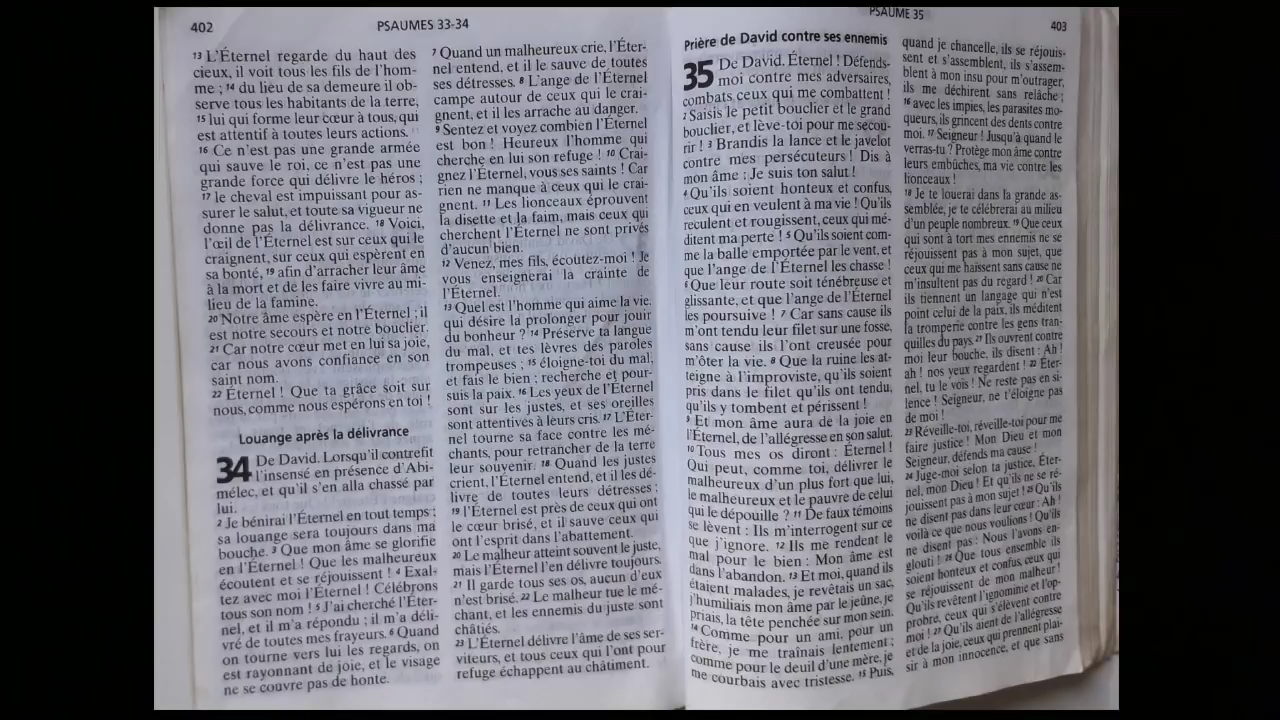 402
PSAUMES 33-34
13 L'Éternel regarde du haut des
cieux, il voit tous les fils de l'hom-
me ; 14 du lieu de sa demeure il ob-
serve tous les habitants de la terre,
15 lui qui forme leur cœur à tous, qui
est attentif à toutes leurs actions.
16 Ce n'est pas une grande armée
qui sauve le roi, ce n'est pas une
grande force qui délivre le héros ;
17 le cheval est impuissant pour as-
surer le salut, et toute sa vigueur ne
donne pas la délivrance. 18 Voici,
l'œil de l'Éternel est sur ceux qui le
craignent, sur ceux qui espèrent en
sa bonté, 19 afin d'arracher leur âme
à la mort et de les faire vivre au mi-
lieu de la famine.
20 Notre âme espère en l'Éternel ; il
est notre secours et notre bouclier.
21 Car notre cœur met en lui sa joie,
car nous avons confiance en son
saint nom.
22 Éternel ! Que ta grâce soit sur
nous, comme nous espérons en toi !
Louange après la délivrance
34 De David. Lorsqu'il contrefit
l'insensé en présence d'Abi-
mélec, et qu'il s'en alla chassé par
lui.
2 Je bénirai l'Éternel en tout temps ;
sa louange sera toujours dans ma
bouche. 3 Que mon âme se glorifie
en l'Éternel ! Que les malheureux
écoutent et se réjouissent ! 4 Exal-
tez avec moi l'Éternel ! Célébrons
tous son nom ! 5 J'ai cherché l'Éter-
nel, et il m'a répondu ; il m'a déli-
vré de toutes mes frayeurs. 6 Quand
on tourne vers lui les regards, on
est rayonnant de joie, et le visage
ne se couvre pas de honte.
7 Quand un malheureux crie, l'Éter-
nel entend, et il le sauve de toutes
ses détresses. 8 L'ange de l'Éternel
campe autour de ceux qui le crai-
gnent, et il les arrache au danger.
9 Sentez et voyez combien l'Éternel
est bon ! Heureux l'homme qui
cherche en lui son refuge ! 10 Crai-
gnez l'Éternel, vous ses saints ! Car
rien ne manque à ceux qui le crai-
gnent. 11 Les lionceaux éprouvent
la disette et la faim, mais ceux qui
cherchent l'Éternel ne sont privés
d'aucun bien.
12 Venez, mes fils, écoutez-moi ! Je
vous enseignerai la crainte de
l'Éternel.
13 Quel est l'homme qui aime la vie,
qui désire la prolonger pour jouir
du bonheur ? 14 Préserve ta langue
du mal, et tes lèvres des paroles
trompeuses ; 15 éloigne-toi du mal,
et fais le bien ; recherche et pour-
suis la paix. 16 Les yeux de l'Éternel
sont sur les justes, et ses oreilles
sont attentives à leurs cris. 17 L'Éter-
nel tourne sa face contre les mé-
chants, pour retrancher de la terre
leur souvenir. 18 Quand les justes
crient, l'Éternel entend, et il les dé-
livre de toutes leurs détresses ;
19 l'Éternel est près de ceux qui ont
le cœur brisé, et il sauve ceux qui
ont l'esprit dans l'abattement.
20 Le malheur atteint souvent le juste,
mais l'Éternel l'en délivre toujours.
21 Il garde tous ses os, aucun d'eux
n'est brisé. 22 Le malheur tue le mé-
chant, et les ennemis du juste sont
châtiés.
23 L'Éternel délivre l'âme de ses ser-
viteurs, et tous ceux qui l'ont pour
refuge échappent au châtiment.
PSAUME 35
403
Prière de David contre ses ennemis
35 De David. Éternel ! Défends-
moi contre mes adversaires,
combats ceux qui me combattent !
2 Saisis le petit bouclier et le grand
bouclier, et lève-toi pour me secou-
rir ! 3 Brandis la lance et le javelot
contre mes persécuteurs ! Dis à
mon âme : Je suis ton salut !
4 Qu'ils soient honteux et confus,
ceux qui en veulent à ma vie ! Qu'ils
reculent et rougissent, ceux qui mé-
ditent ma perte ! 5 Qu'ils soient com-
me la balle emportée par le vent, et
que l'ange de l'Éternel les chasse !
6 Que leur route soit ténébreuse et
glissante, et que l'ange de l'Éternel
les poursuive ! 7 Car sans cause ils
m'ont tendu leur filet sur une fosse,
sans cause ils l'ont creusée pour
m'ôter la vie. 8 Que la ruine les at-
teigne à l'improviste, qu'ils soient
pris dans le filet qu'ils ont tendu,
qu'ils y tombent et périssent !
9 Et mon âme aura de la joie en
l'Éternel, de l'allégresse en son salut.
10 Tous mes os diront : Éternel !
Qui peut, comme toi, délivrer le
malheureux d'un plus fort que lui,
le malheureux et le pauvre de celui
qui le dépouille ? 11 De faux témoins
se lèvent : Ils m'interrogent sur ce
que j'ignore. 12 Ils me rendent le
mal pour le bien : Mon âme est
dans l'abandon. 13 Et moi, quand ils
étaient malades, je revêtais un sac,
j'humiliais mon âme par le jeûne, je
priais, la tête penchée sur mon sein.
14 Comme pour un ami, pour un
frère, je me traînais lentement ;
comme pour le deuil d'une mère, je
me courbais avec tristesse. 15 Puis,
quand je chancelle, ils se réjouis-
sent et s'assemblent, ils s'assem-
blent à mon insu pour m'outrager,
ils me déchirent sans relâche ;
16 avec les impies, les parasites mo-
queurs, ils grincent des dents contre
moi. 17 Seigneur ! Jusqu'à quand le
verras-tu ? Protège mon âme contre
leurs embûches, ma vie contre les
lionceaux !
18 Je te louerai dans la grande as-
semblée, je te célébrerai au milieu
d'un peuple nombreux. 19 Que ceux
qui sont à tort mes ennemis ne se
réjouissent pas à mon sujet, que
ceux qui me haïssent sans cause ne
m'insultent pas du regard ! 20 Car
ils tiennent un langage qui n'est
point celui de la paix, ils méditent
la tromperie contre les gens tran-
quilles du pays. 21 Ils ouvrent contre
moi leur bouche, ils disent : Ah !
ah ! nos yeux regardent ! 22 Éter-
nel, tu le vois ! Ne reste pas en si-
lence ! Seigneur, ne t'éloigne pas
de moi !
23 Réveille-toi, réveille-toi pour me
faire justice ! Mon Dieu et mon
Seigneur, défends ma cause !
24 Juge-moi selon ta justice, Éter-
nel, mon Dieu ! Et qu'ils ne se ré-
jouissent pas à mon sujet ! 25 Qu'ils
ne disent pas dans leur cœur : Ah !
voilà ce que nous voulions ! Qu'ils
ne disent pas : Nous l'avons en-
glouti ! 26 Que tous ensemble ils
soient honteux et confus, ceux qui
se réjouissent de mon malheur !
Qu'ils revêtent l'ignominie et l'op-
probre, ceux qui s'élèvent contre
moi ! 27 Qu'ils aient de l'allégresse
et de la joie, ceux qui prennent plai-
sir à mon innocence, et que sans